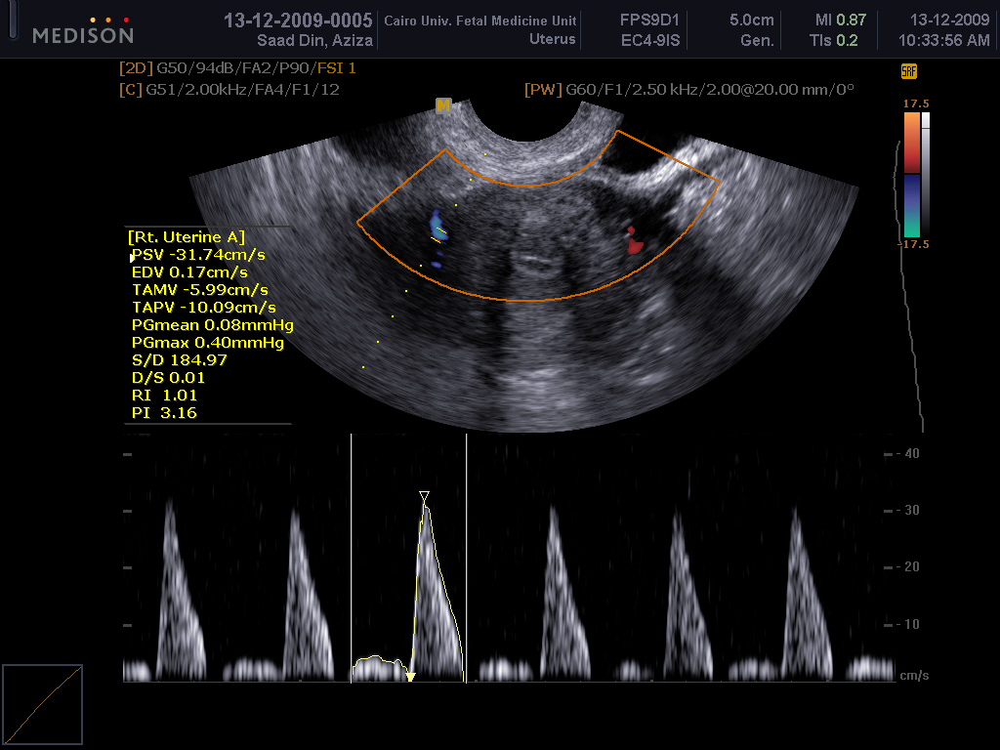 MEDISON
13-12-2009-0005
Saad Din, Aziza
Cairo Univ. Fetal Medicine Unit
Uterus
FPS9D1
EC4-9IS
5.0cm
Gen.
MI 0.87
TIs 0.2
13-12-2009
10:33:56 AM
[2D] G50/94dB/FA2/P90/FSI 1
[C] G51/2.00kHz/FA4/F1/12
[PW] G60/F1/2.50 kHz/2.00@20.00 mm/0°
SRF
M
17.5
-17.5
[Rt. Uterine A]
PSV -31.74cm/s
EDV 0.17cm/s
TAMV -5.99cm/s
TAPV -10.09cm/s
PGmean 0.08mmHg
PGmax 0.40mmHg
S/D 184.97
D/S 0.01
RI 1.01
PI 3.16
- 40
- 30
- 20
- 10
cm/s